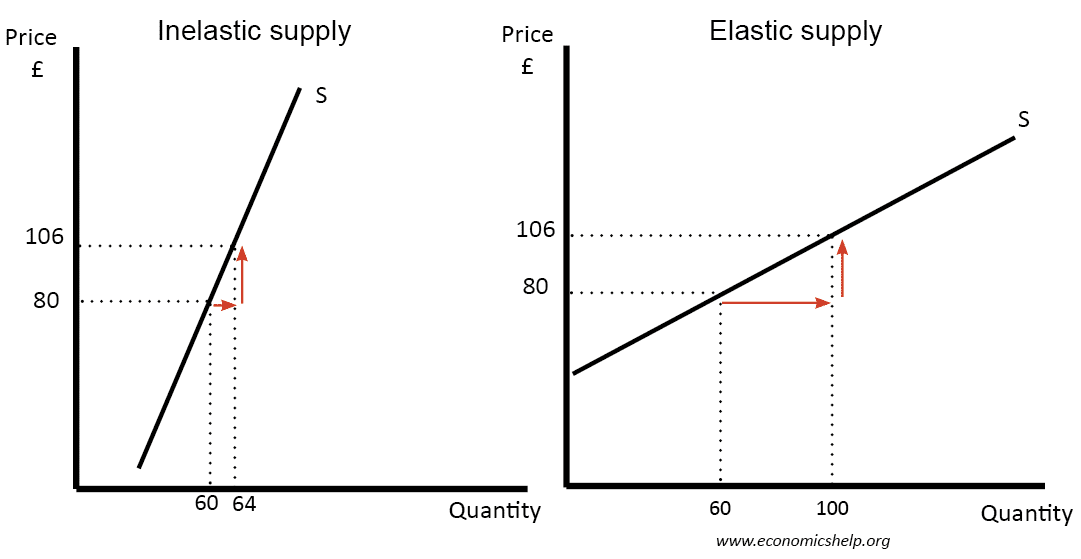 Inelastic supply
Price
£
S
106
80
60 64
Quantity
Elastic supply
Price
£
S
106
80
60 100
Quantity
www.economicshelp.org